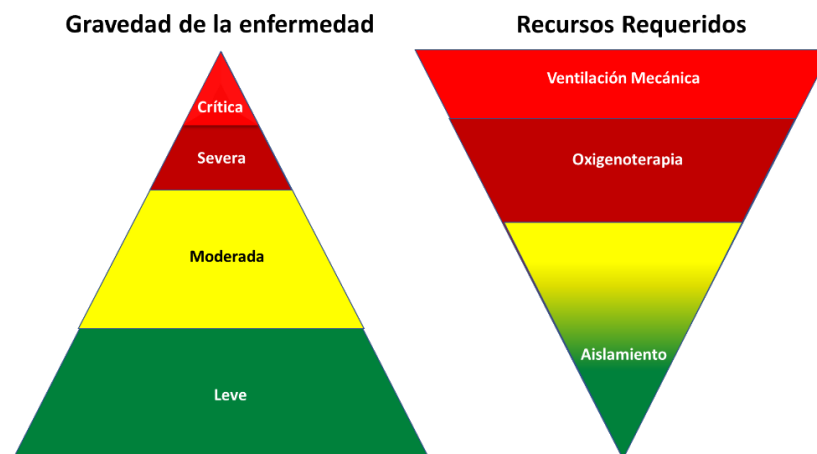 Gravedad de la enfermedad
Crítica
Severa
Moderada
Leve
Recursos Requeridos
Ventilación Mecánica
Oxigenoterapia
Aislamiento